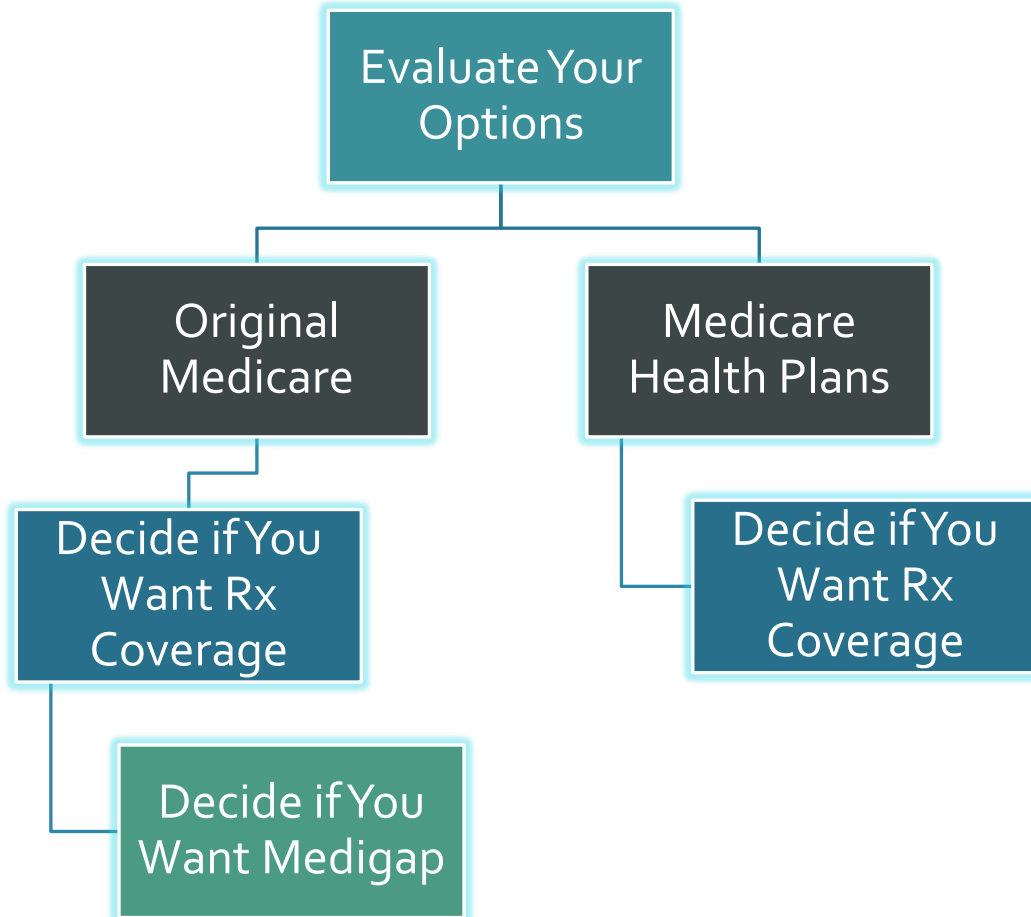 Evaluate Your
Options
Original
Medicare
Medicare
Health Plans
Decide if You
Want Rx
Coverage
Decide if You
Want Rx
Coverage
Decide if You
Want Medigap